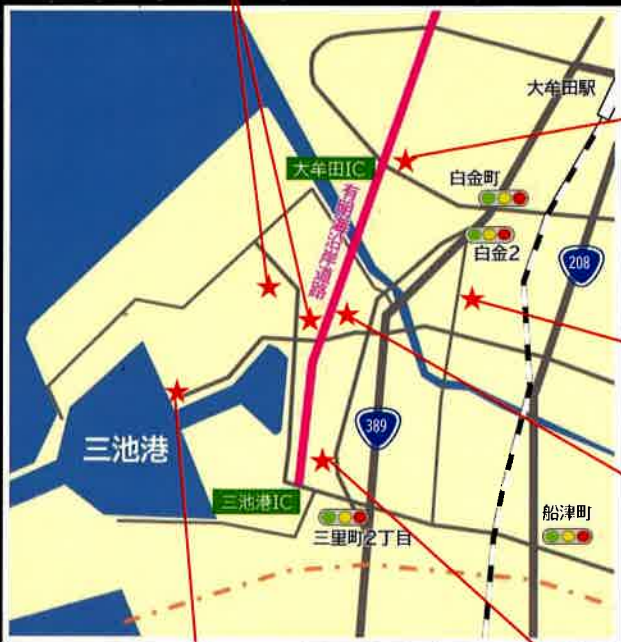 大牟田駅
大牟田IC
白金町
有明海沿岸道路
白金2
208
三池港
389
三池港IC
船津町
三里町2丁目